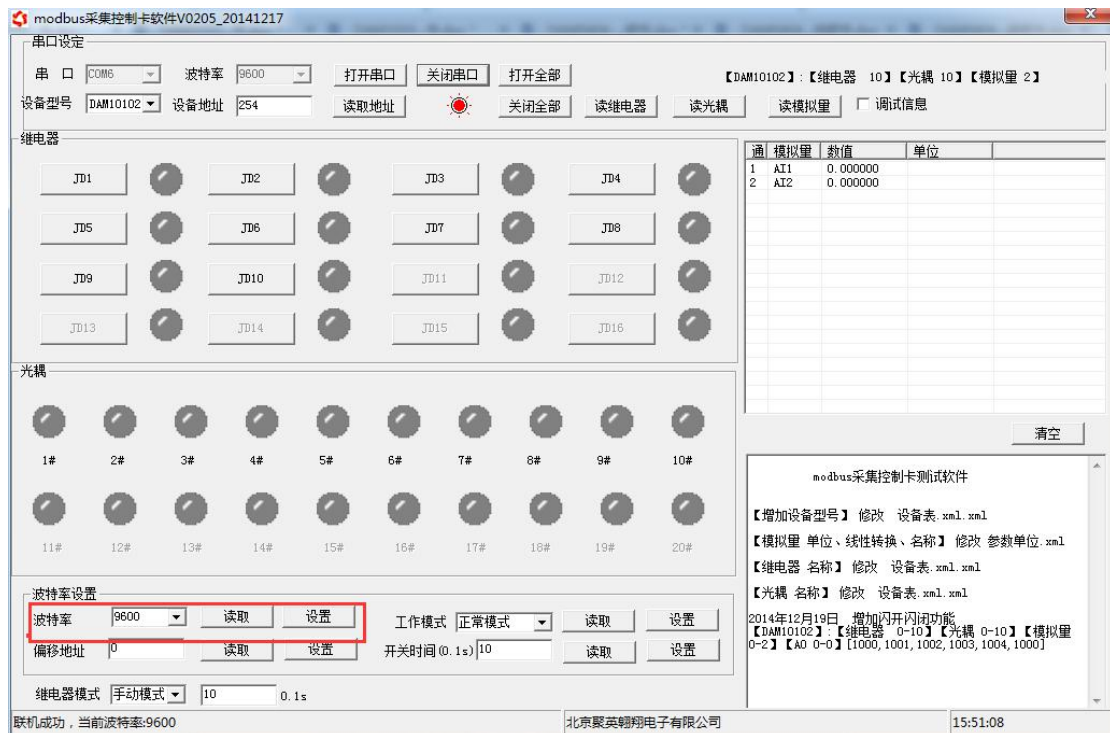 modbus采集控制卡软件V0205_20141217
串口设定
串 口 COM6 波特率 9600 打开串口 关闭串口 打开全部 【DAM10102】:【继电器 10】【光耦 10】【模拟量 2】
设备型号 DAM10102 设备地址 254 读取地址 关闭全部 读继电器 读光耦 读模拟量 调试信息
继电器
JD1 JD2 JD3 JD4
JD5 JD6 JD7 JD8
JD9 JD10 JD11 JD12
JD13 JD14 JD15 JD16
通 模拟量 数值 单位
1 AI1 0.000000
2 AI2 0.000000
清空
光耦
1# 2# 3# 4# 5# 6# 7# 8# 9# 10#
11# 12# 13# 14# 15# 16# 17# 18# 19# 20#
modbus采集控制卡测试软件
【增加设备型号】 修改 设备表.xml.xml
【模拟量 单位、线性转换、名称】 修改 参数单位.xml
【继电器 名称】 修改 设备表.xml.xml
【光耦 名称】 修改 设备表.xml.xml
2014年12月19日 增加闪开闪闭功能
【DAM10102】:【继电器 0-10】【光耦 0-10】【模拟量
0-2】【AO 0-0】[1000,1001,1002,1003,1004,1000]
波特率设置
波特率 9600 读取 设置 工作模式 正常模式 读取 设置
偏移地址 0 读取 设置 开关时间(0.1s) 10 读取 设置
继电器模式 手动模式 10 0.1s
联机成功，当前波特率:9600 北京聚英翱翔电子有限公司 15:51:08